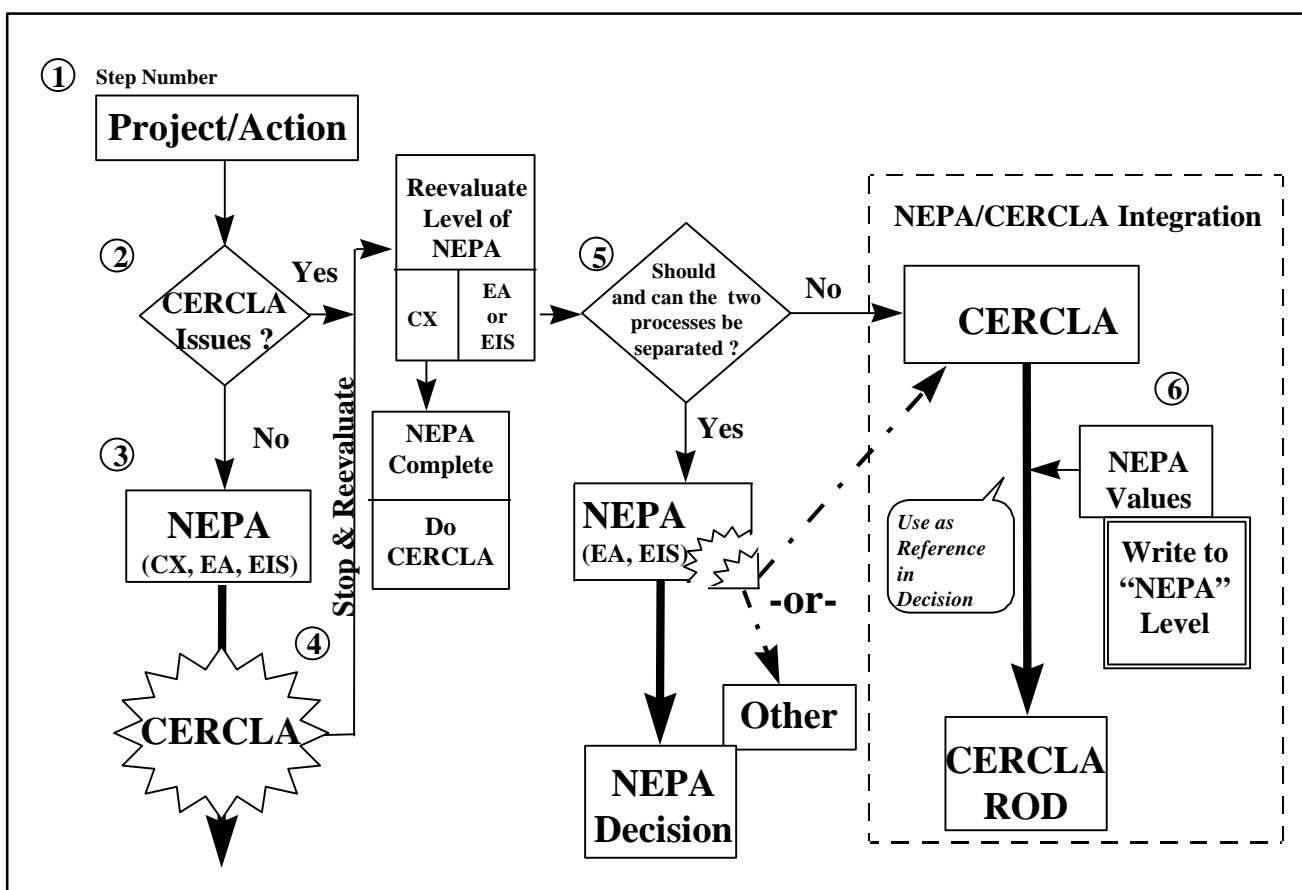 1
Step Number
Project/Action
2
CERCLA
Issues ?
Yes
No
3
NEPA
(CX, EA, EIS)
4
CERCLA
Stop & Reevaluate
Reevaluate
Level of
NEPA
CX
EA
or
EIS
NEPA
Complete
Do
CERCLA
5
Should
and can the two
processes be
separated ?
No
Yes
NEPA
(EA, EIS)
-or-
Other
NEPA
Decision
NEPA/CERCLA Integration
CERCLA
6
NEPA
Values
Write to
“NEPA”
Level
Use as
Reference
in
Decision
CERCLA
ROD